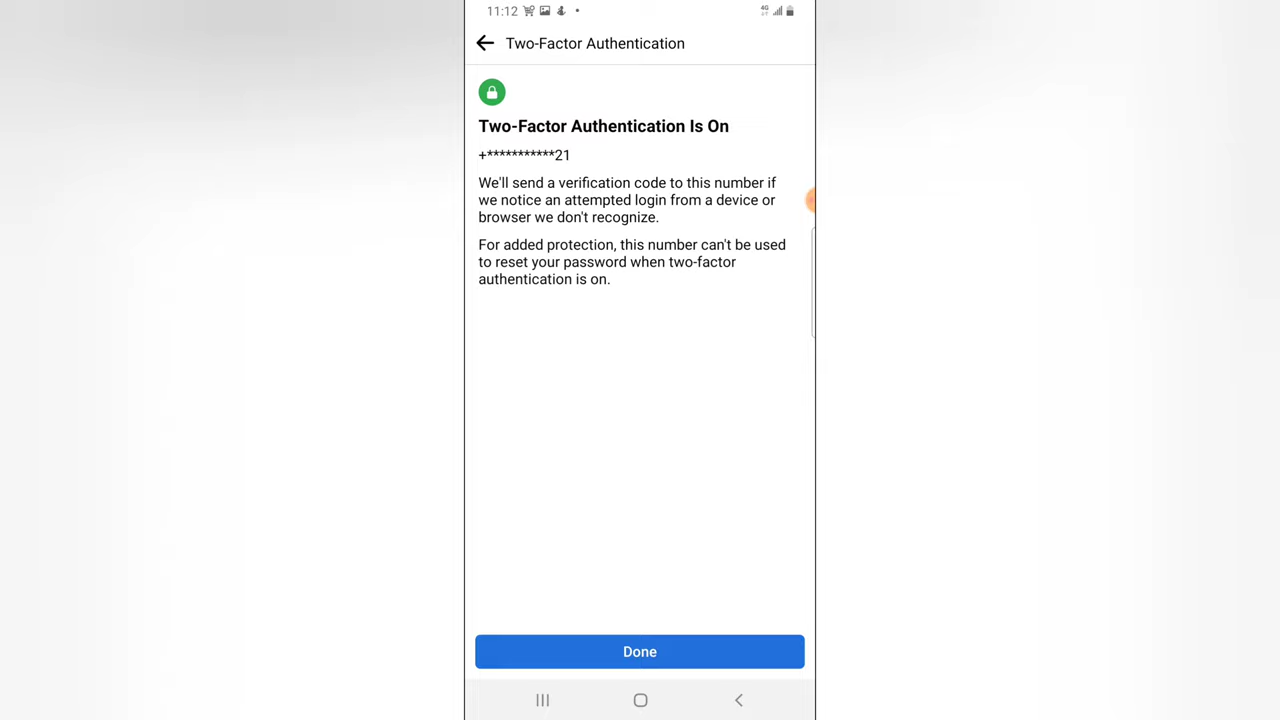 11:12
4G
Two-Factor Authentication
Two-Factor Authentication Is On
+***********21
We'll send a verification code to this number if
we notice an attempted login from a device or
browser we don't recognize.
For added protection, this number can't be used
to reset your password when two-factor
authentication is on.
Done